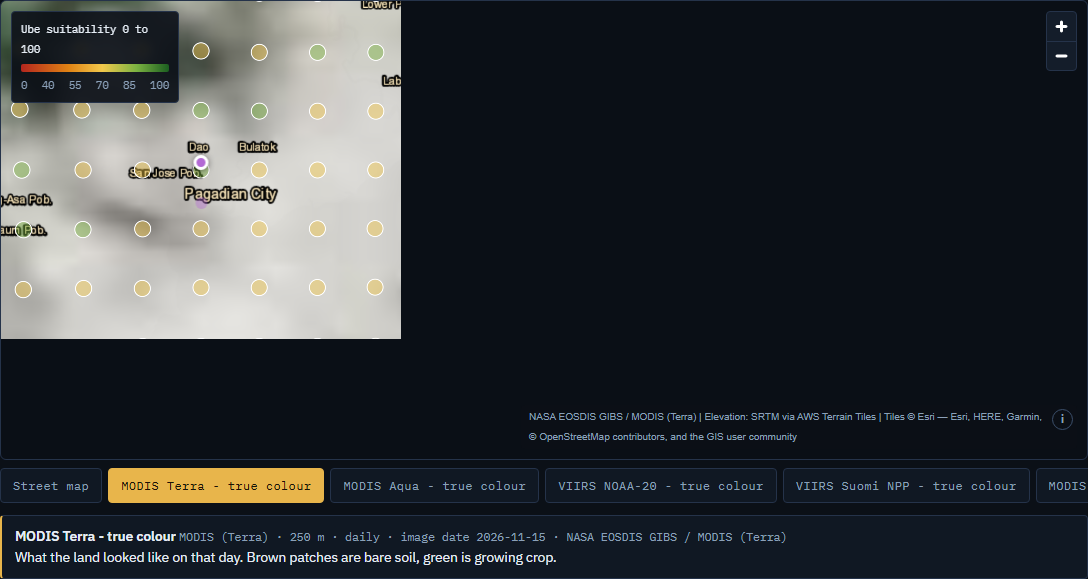 Lower P
Ube suitability 0 to
100
0 40 55 70 85 100
Lab
Dao
Bulatok
San Jose Pob.
Pagadian City
g-Asa Pob.
aum Pob.
NASA EOSDIS GIBS / MODIS (Terra) | Elevation: SRTM via AWS Terrain Tiles | Tiles © Esri — Esri, HERE, Garmin,
© OpenStreetMap contributors, and the GIS user community
Street map
MODIS Terra - true colour
MODIS Aqua - true colour
VIIRS NOAA-20 - true colour
VIIRS Suomi NPP - true colour
MODIS
MODIS Terra - true colour MODIS (Terra) · 250 m · daily · image date 2026-11-15 · NASA EOSDIS GIBS / MODIS (Terra)
What the land looked like on that day. Brown patches are bare soil, green is growing crop.